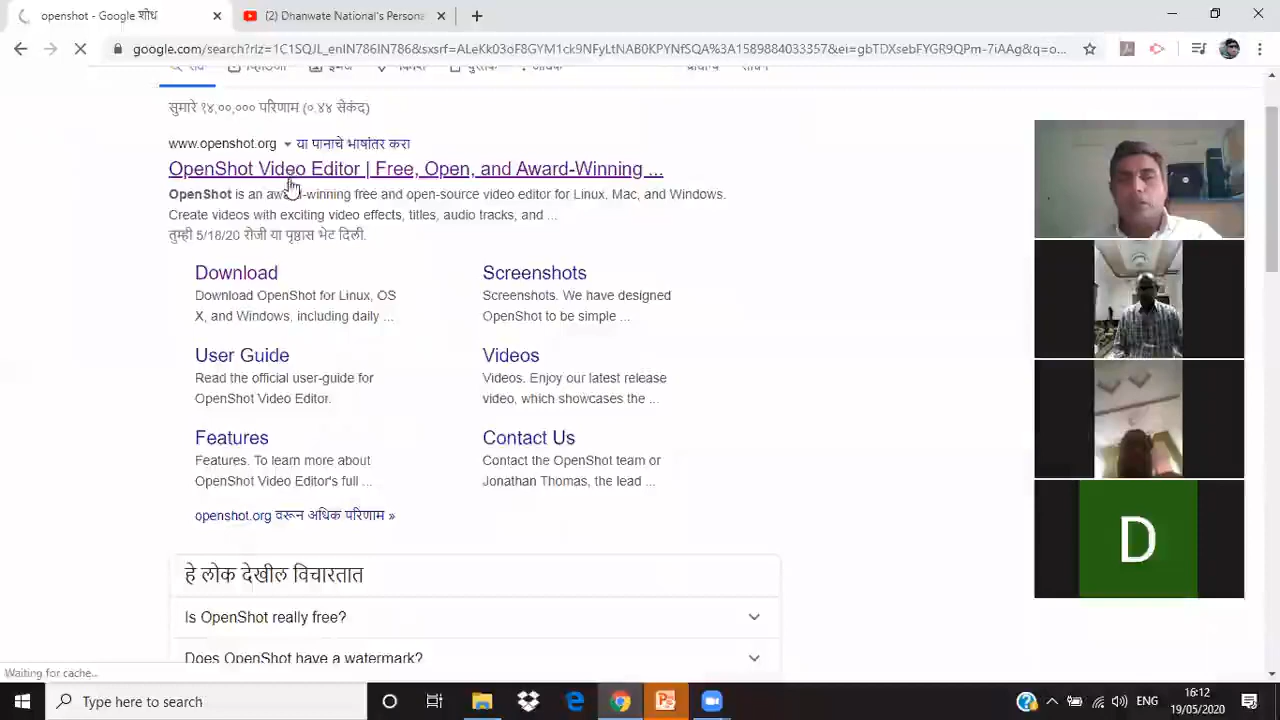 openshot - Google शोध
(2) Dhanwate National's Persona
google.com/search?rlz=1C1SQJL_enIN786IN786&sxsrf=ALeKk03oF8GYM1ck9NFyLtNAB0KPYNfSQA%3A1589884033357&ei=gbTDXsebFYGR9QPm-7iAAg&q=o...
सुमारे १४,००,००० परिणाम (०.४४ सेकंद)
www.openshot.org या पानाचे भाषांतर करा
OpenShot Video Editor | Free, Open, and Award-Winning ...
OpenShot is an award-winning free and open-source video editor for Linux, Mac, and Windows.
Create videos with exciting video effects, titles, audio tracks, and ...
तुम्ही 5/18/20 रोजी या पृष्ठास भेट दिली.
Download
Download OpenShot for Linux, OS
X, and Windows, including daily ...
Screenshots
Screenshots. We have designed
OpenShot to be simple ...
User Guide
Read the official user-guide for
OpenShot Video Editor.
Videos
Videos. Enjoy our latest release
video, which showcases the ...
Features
Features. To learn more about
OpenShot Video Editor's full ...
Contact Us
Contact the OpenShot team or
Jonathan Thomas, the lead ...
openshot.org वरून अधिक परिणाम »
हे लोक देखील विचारतात
Is OpenShot really free?
Does OpenShot have a watermark?
D
Waiting for cache...
Type here to search
ENG
16:12
19/05/2020